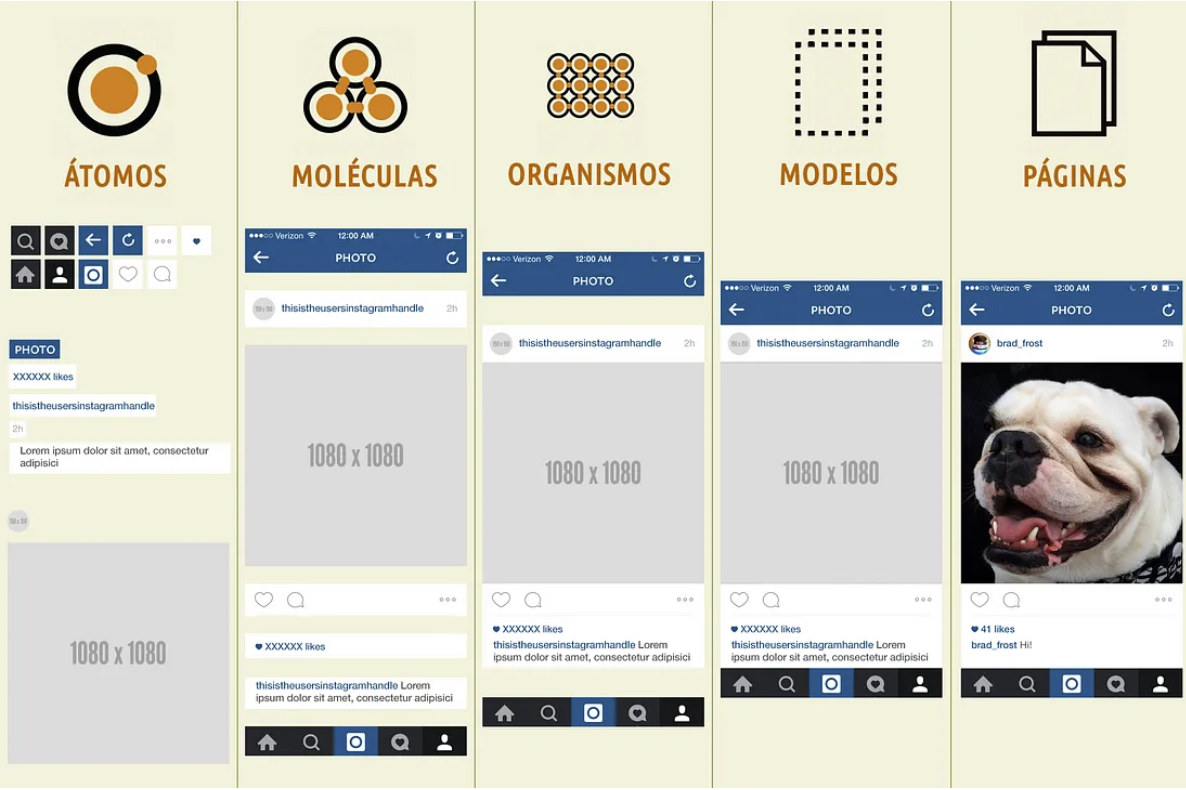 ÁTOMOS
PHOTO
XXXXXX likes
thisistheusersinstagramhandle
2h
Lorem ipsum dolor sit amet, consectetur
adipisici
1080 x 1080
MOLÉCULAS
Verizon 12:00 AM
PHOTO
thisistheusersinstagramhandle 2h
1080 x 1080
XXXXXX likes
thisistheusersinstagramhandle Lorem
ipsum dolor sit amet, consectetur adipisici
ORGANISMOS
Verizon 12:00 AM
PHOTO
thisistheusersinstagramhandle 2h
1080 x 1080
XXXXXX likes
thisistheusersinstagramhandle Lorem
ipsum dolor sit amet, consectetur adipisici
MODELOS
Verizon 12:00 AM
PHOTO
thisistheusersinstagramhandle 2h
1080 x 1080
XXXXXX likes
thisistheusersinstagramhandle Lorem
ipsum dolor sit amet, consectetur adipisici
PÁGINAS
Verizon 12:00 AM
PHOTO
brad_frost 2h
41 likes
brad_frost Hi!